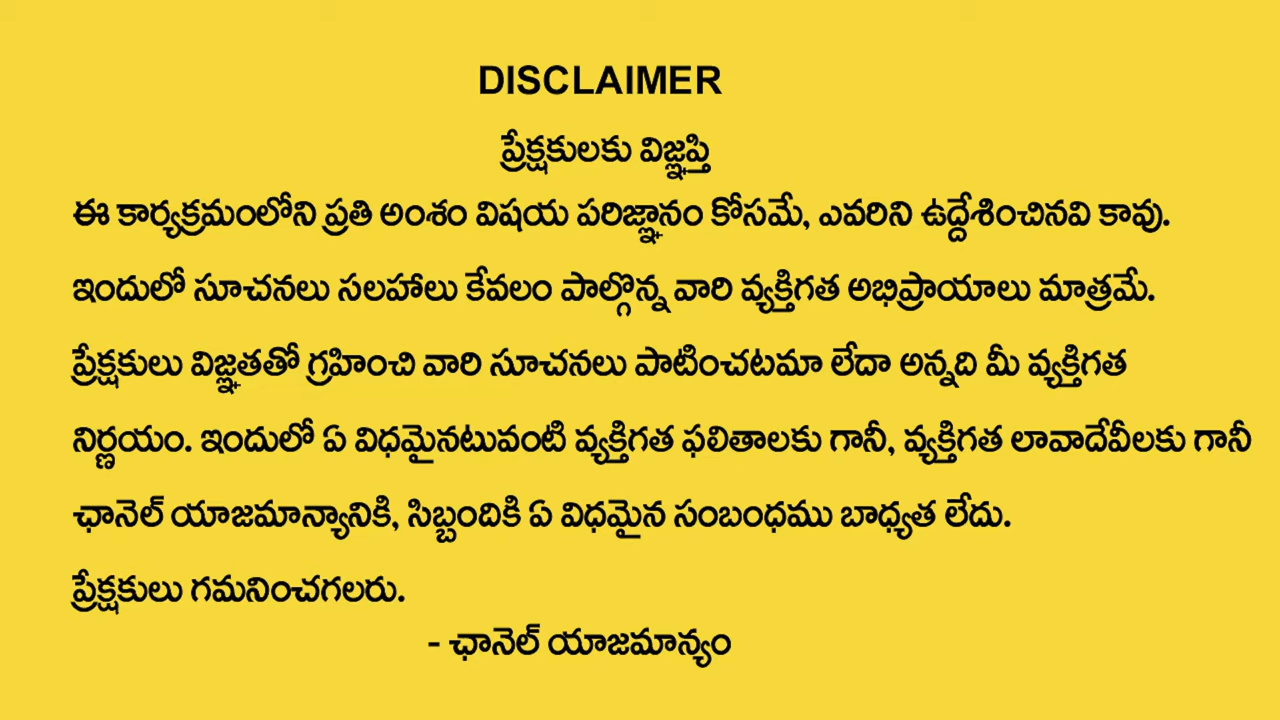 DISCLAIMER
ప్రేక్షకులకు విజ్ఞప్తి
ఈ కార్యక్రమంలోని ప్రతి అంశం విషయ పరిజ్ఞానం కోసమే, ఎవరిని ఉద్దేశించినవి కావు.
ఇందులో సూచనలు సలహాలు కేవలం పాల్గొన్న వారి వ్యక్తిగత అభిప్రాయాలు మాత్రమే.
ప్రేక్షకులు విజ్ఞతతో గ్రహించి వారి సూచనలు పాటించటమా లేదా అన్నది మీ వ్యక్తిగత
నిర్ణయం. ఇందులో ఏ విధమైనటువంటి వ్యక్తిగత ఫలితాలకు గానీ, వ్యక్తిగత లావాదేవీలకు గానీ
ఛానెల్ యాజమాన్యానికి, సిబ్బందికి ఏ విధమైన సంబంధము బాధ్యత లేదు.
ప్రేక్షకులు గమనించగలరు.
- ఛానెల్ యాజమాన్యం